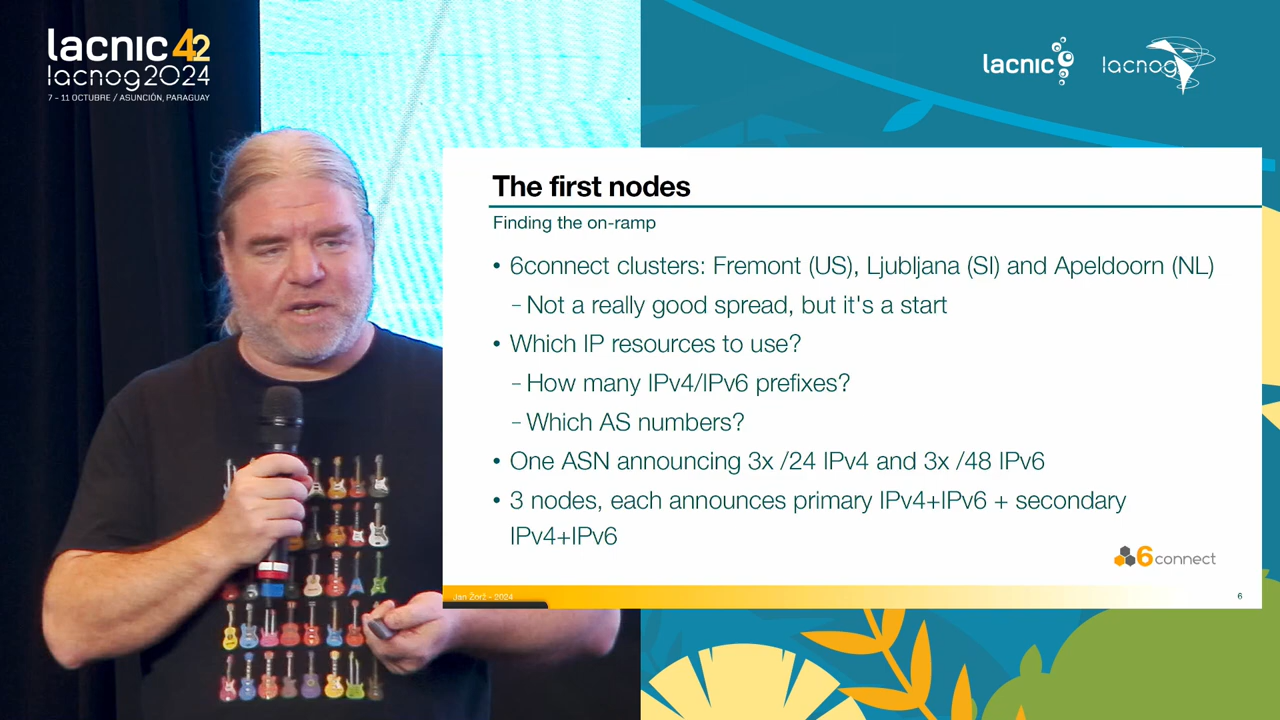 lacnic 42
lacnog2024
7 - 11 OCTUBRE / ASUNCIÓN, PARAGUAY
lacnic
lacnog
The first nodes
Finding the on-ramp
• 6connect clusters: Fremont (US), Ljubljana (SI) and Apeldoorn (NL)
– Not a really good spread, but it's a start
• Which IP resources to use?
– How many IPv4/IPv6 prefixes?
– Which AS numbers?
• One ASN announcing 3x /24 IPv4 and 3x /48 IPv6
• 3 nodes, each announces primary IPv4+IPv6 + secondary
IPv4+IPv6
6connect
Jan Žorž - 2024
6